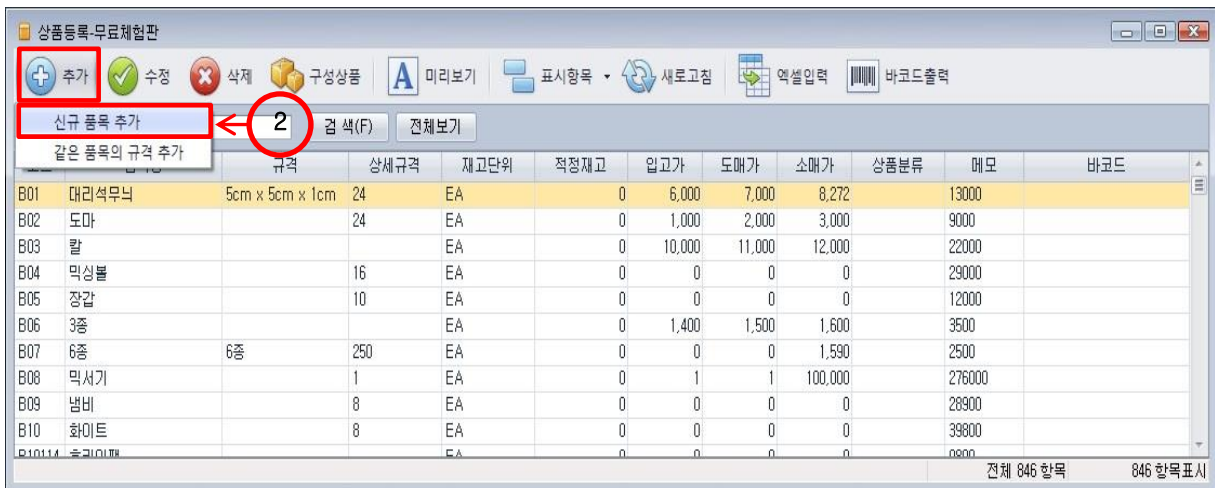 상품등록-무료체험판
추가 수정 삭제 구성상품 A 미리보기 표시항목 새로고침 엑셀입력 바코드출력
신규 품목 추가 2 검 색(F) 전체보기
같은 품목의 규격 추가
규격 상세규격 재고단위 적정재고 입고가 도매가 소매가 상품분류 메모 바코드
B01 대리석무늬 5cm x 5cm x 1cm 24 EA 0 6,000 7,000 8,272 13000
B02 도마 24 EA 0 1,000 2,000 3,000 9000
B03 칼 EA 0 10,000 11,000 12,000 22000
B04 믹싱볼 16 EA 0 0 0 0 29000
B05 장갑 10 EA 0 0 0 0 12000
B06 3종 EA 0 1,400 1,500 1,600 3500
B07 6종 6종 250 EA 0 0 0 1,590 2500
B08 믹서기 1 EA 0 1 1 100,000 276000
B09 냄비 8 EA 0 0 0 0 28900
B10 화이트 8 EA 0 0 0 0 39800
전체 846 항목 846 항목표시